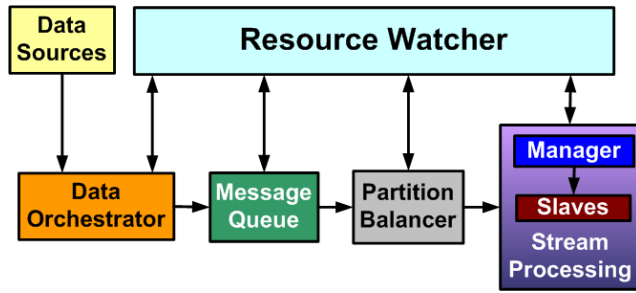 Data
Sources
Resource Watcher
Data
Orchestrator
Message
Queue
Partition
Balancer
Manager
Slaves
Stream
Processing